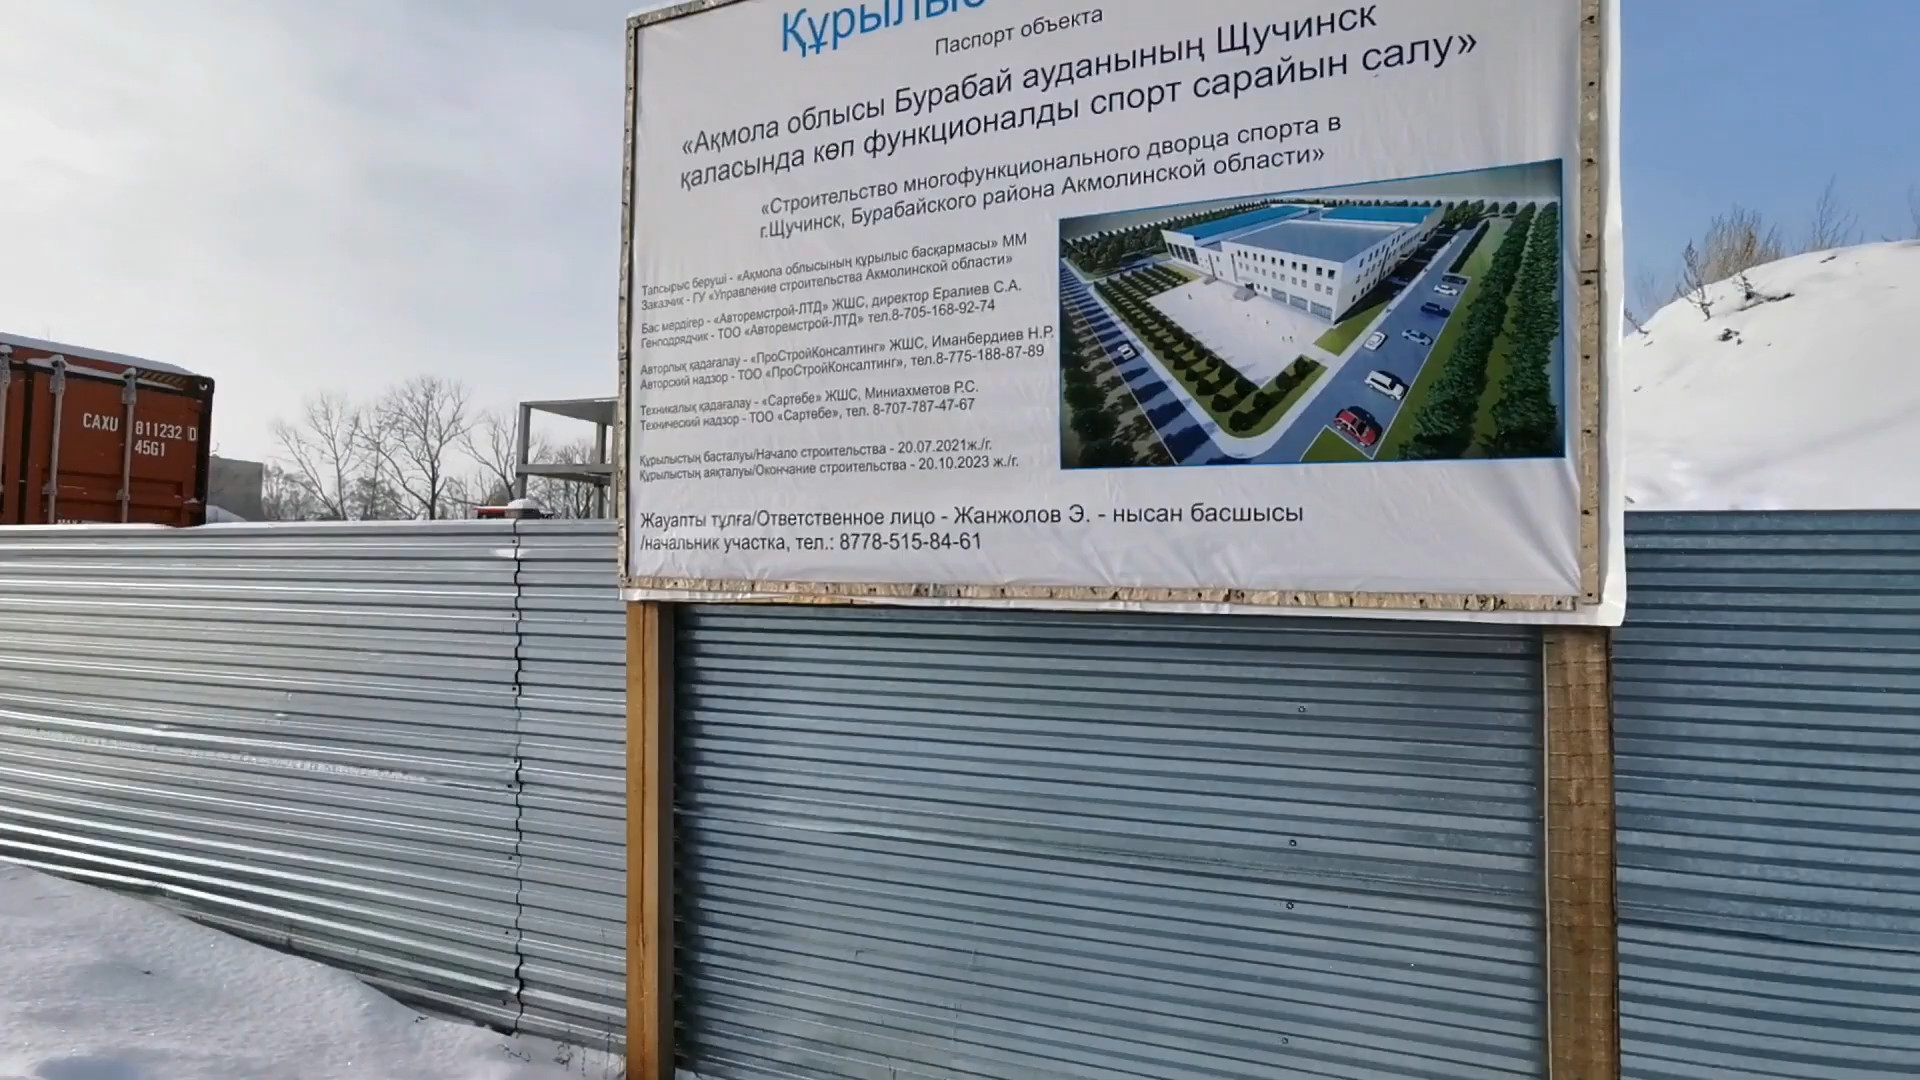 Құрылыс
Паспорт объекта
«Ақмола облысы Бурабай ауданының Щучинск
қаласында көп функционалды спорт сарайын салу»
«Строительство многофункционального дворца спорта в
г.Щучинск, Бурабайского района Акмолинской области»
Тапсырыс беруші - «Ақмола облысының құрылыс басқармасы» ММ
Заказчик - ГУ «Управление строительства Акмолинской области»
Бас мердігер - «Авторемстрой-ЛТД» ЖШС, директор Ералиев С.А.
Генподрядчик - ТОО «Авторемстрой-ЛТД» тел.8-705-168-92-74
Авторлық қадағалау - «ПроСтройКонсалтинг» ЖШС, Иманбердиев Н.Р.
Авторский надзор - ТОО «ПроСтройКонсалтинг», тел.8-775-188-87-89
Техникалық қадағалау - «Сартөбе» ЖШС, Миниахметов Р.С.
Технический надзор - ТОО «Сартөбе», тел. 8-707-787-47-67
Құрылыстың басталуы/Начало строительства - 20.07.2021ж./г.
Құрылыстың аяқталуы/Окончание строительства - 20.10.2023 ж./г.
Жауапты тұлға/Ответственное лицо - Жанжолов Э. - нысан басшысы
/начальник участка, тел.: 8778-515-84-61
CAXU 811232 0
45G1